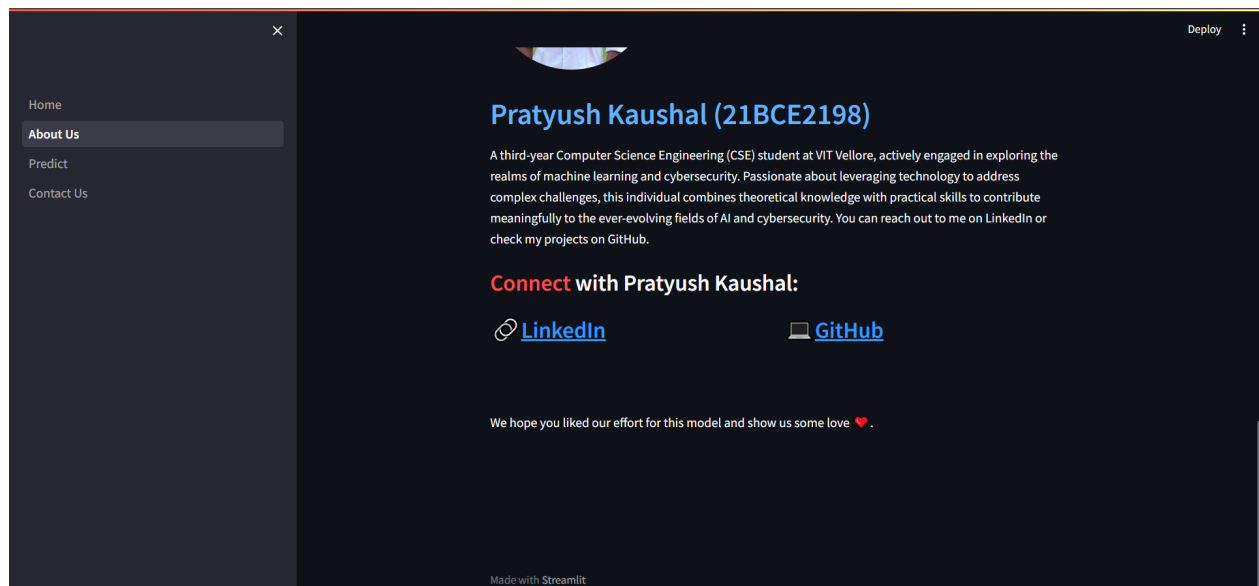 Deploy
Home
About Us
Predict
Contact Us
Pratyush Kaushal (21BCE2198)
A third-year Computer Science Engineering (CSE) student at VIT Vellore, actively engaged in exploring the
realms of machine learning and cybersecurity. Passionate about leveraging technology to address
complex challenges, this individual combines theoretical knowledge with practical skills to contribute
meaningfully to the ever-evolving fields of AI and cybersecurity. You can reach out to me on LinkedIn or
check my projects on GitHub.
Connect with Pratyush Kaushal:
🔗 LinkedIn
💻 GitHub
We hope you liked our effort for this model and show us some love ❤️ .
Made with Streamlit